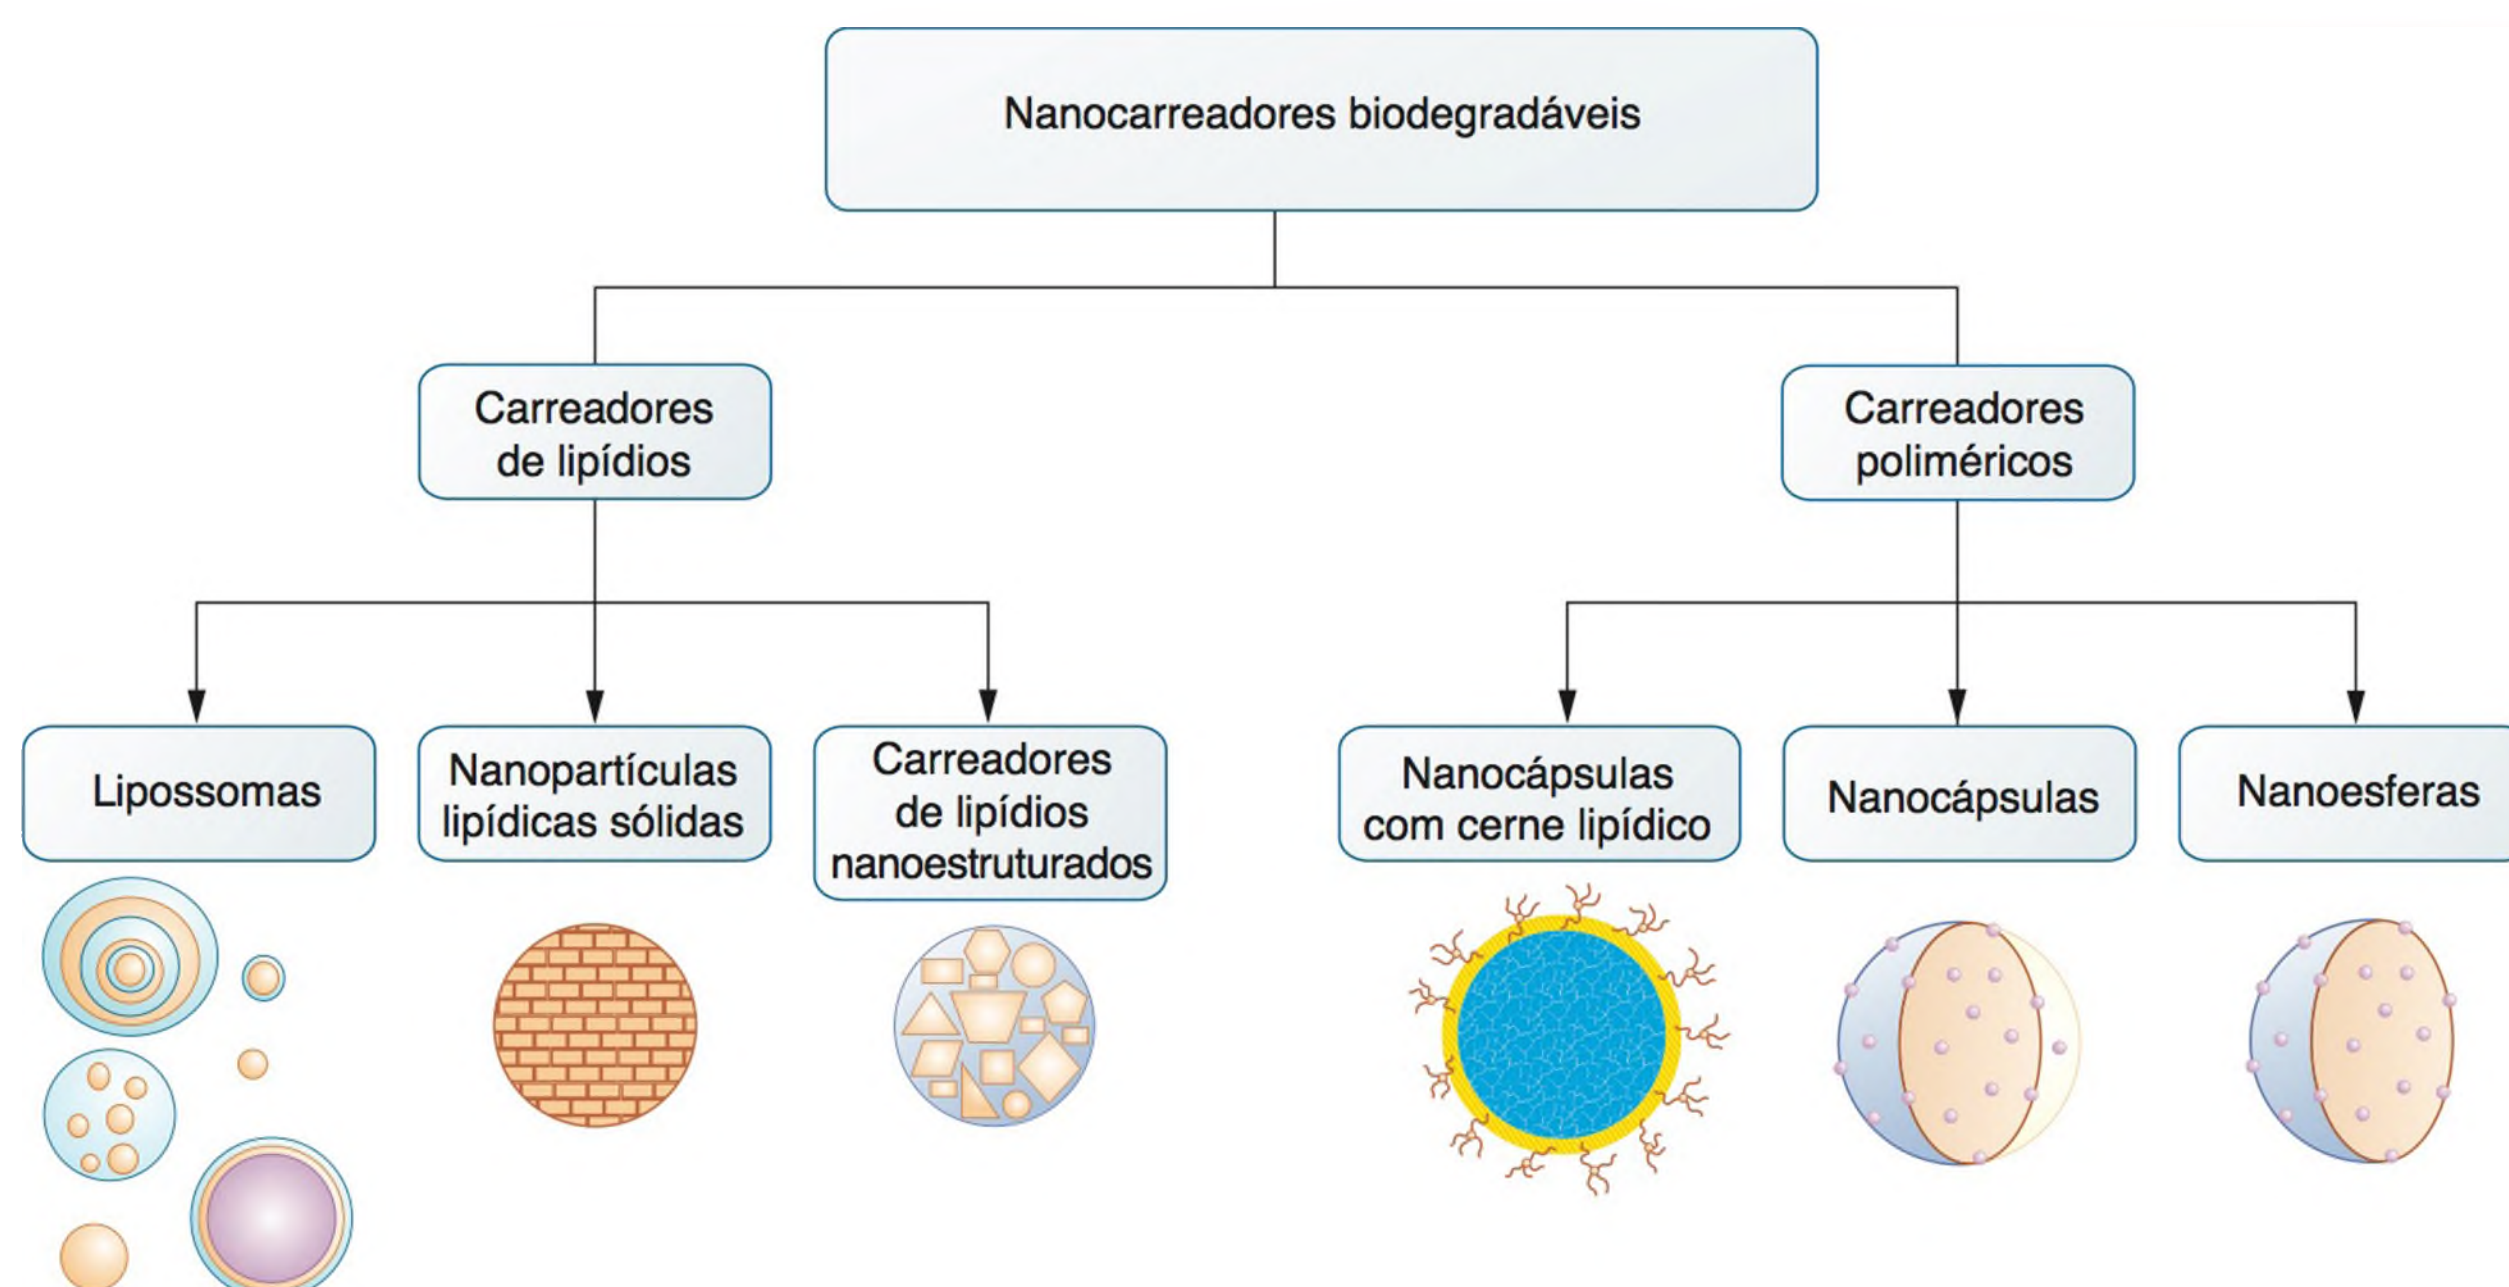 Nanocarreadores biodegradáveis
Carreadores
de lipídios
Carreadores
poliméricos
Lipossomas
Nanopartículas
lipídicas sólidas
Carreadores
de lipídios
nanoestruturados
Nanocápsulas
com cerne lipídico
Nanocápsulas
Nanoesferas